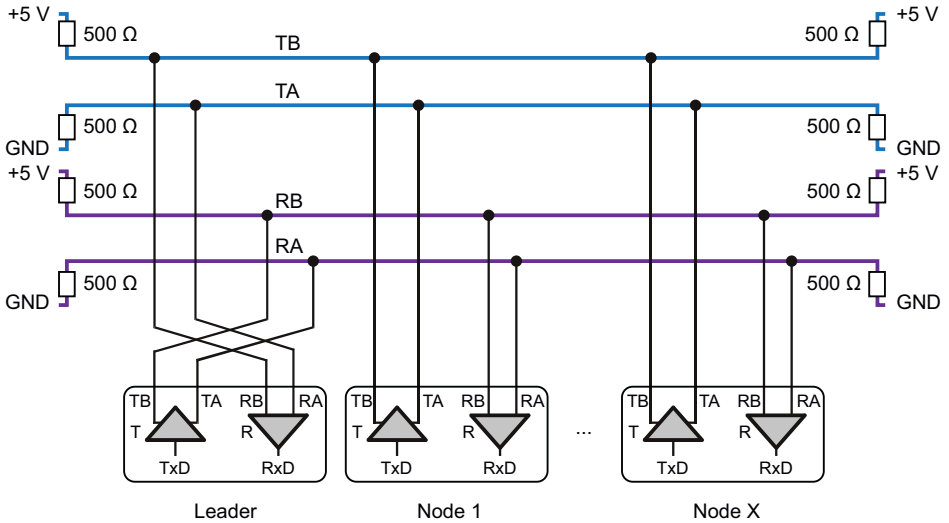 +5 V +5 V
500 Ω TB 500 Ω
TA
500 Ω 500 Ω
GND GND
+5 V +5 V
500 Ω RB 500 Ω
RA
500 Ω 500 Ω
GND GND
TB TA RB RA TB TA RB RA TB TA RB RA
T R T R ... T R
TxD RxD TxD RxD TxD RxD
Leader Node 1 Node X